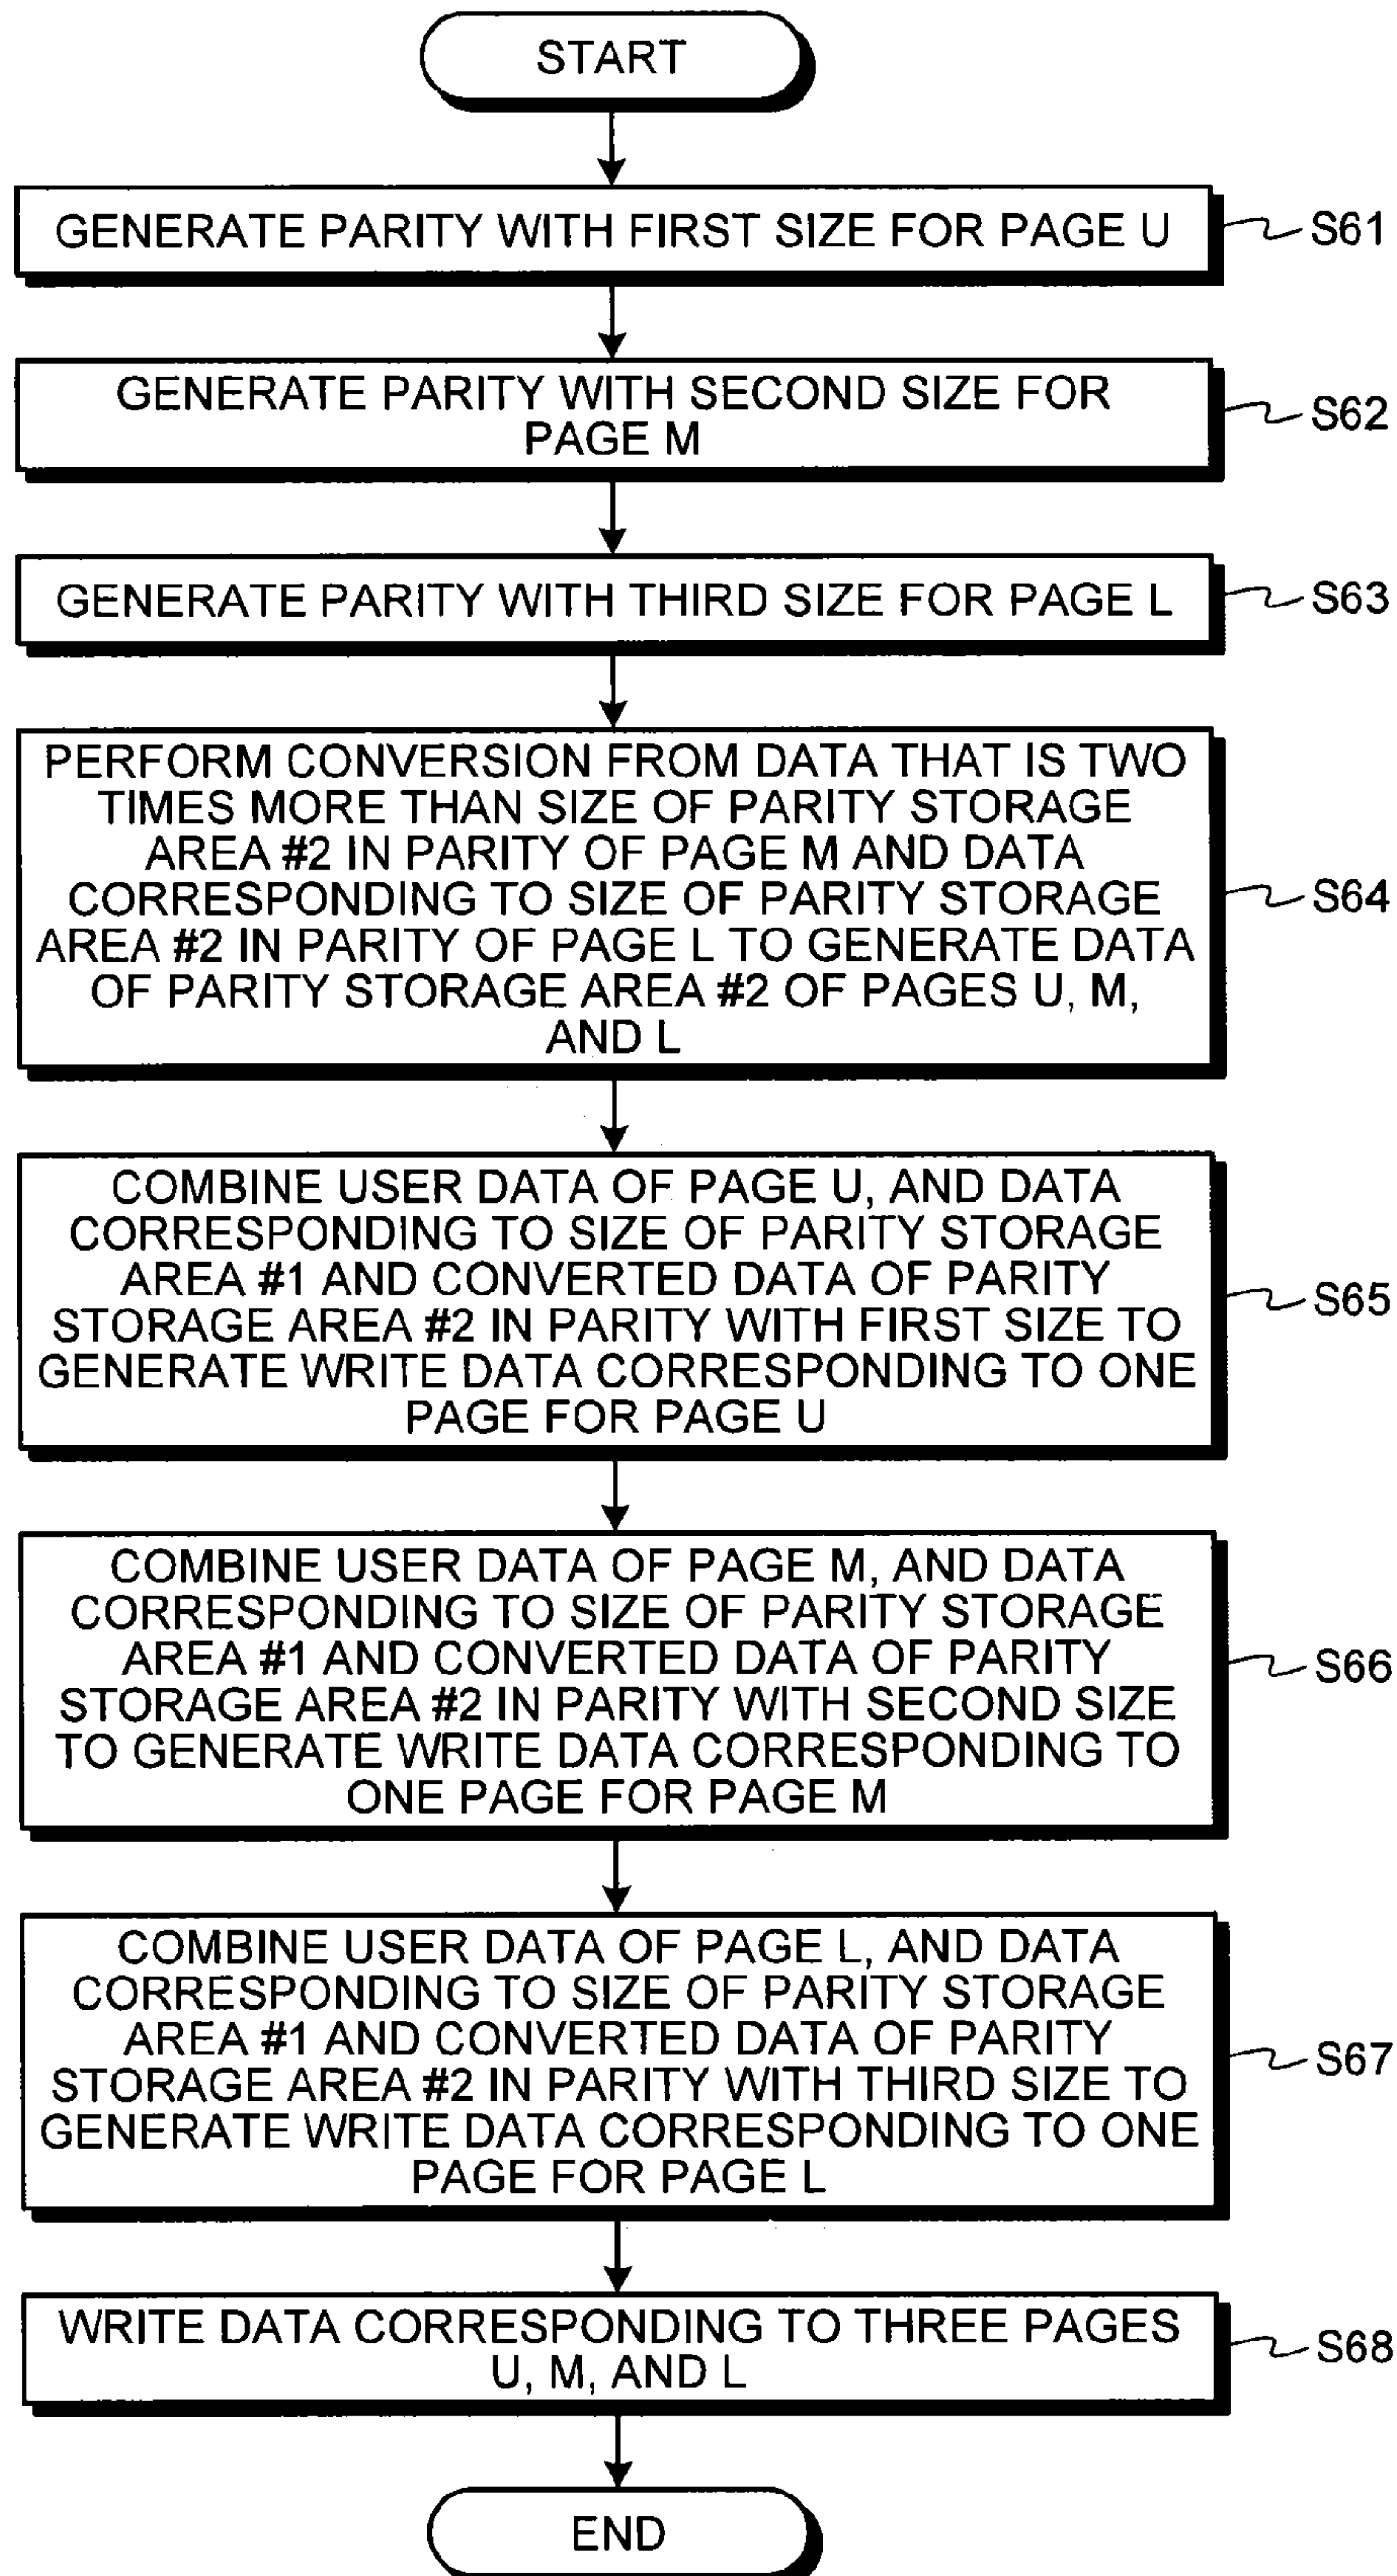 START
GENERATE PARITY WITH FIRST SIZE FOR PAGE U
S61
GENERATE PARITY WITH SECOND SIZE FOR
PAGE M
S62
GENERATE PARITY WITH THIRD SIZE FOR PAGE L
S63
PERFORM CONVERSION FROM DATA THAT IS TWO
TIMES MORE THAN SIZE OF PARITY STORAGE
AREA #2 IN PARITY OF PAGE M AND DATA
CORRESPONDING TO SIZE OF PARITY STORAGE
AREA #2 IN PARITY OF PAGE L TO GENERATE DATA
OF PARITY STORAGE AREA #2 OF PAGES U, M,
AND L
S64
COMBINE USER DATA OF PAGE U, AND DATA
CORRESPONDING TO SIZE OF PARITY STORAGE
AREA #1 AND CONVERTED DATA OF PARITY
STORAGE AREA #2 IN PARITY WITH FIRST SIZE TO
GENERATE WRITE DATA CORRESPONDING TO ONE
PAGE FOR PAGE U
S65
COMBINE USER DATA OF PAGE M, AND DATA
CORRESPONDING TO SIZE OF PARITY STORAGE
AREA #1 AND CONVERTED DATA OF PARITY
STORAGE AREA #2 IN PARITY WITH SECOND SIZE
TO GENERATE WRITE DATA CORRESPONDING TO
ONE PAGE FOR PAGE M
S66
COMBINE USER DATA OF PAGE L, AND DATA
CORRESPONDING TO SIZE OF PARITY STORAGE
AREA #1 AND CONVERTED DATA OF PARITY
STORAGE AREA #2 IN PARITY WITH THIRD SIZE TO
GENERATE WRITE DATA CORRESPONDING TO ONE
PAGE FOR PAGE L
S67
WRITE DATA CORRESPONDING TO THREE PAGES
U, M, AND L
S68
END